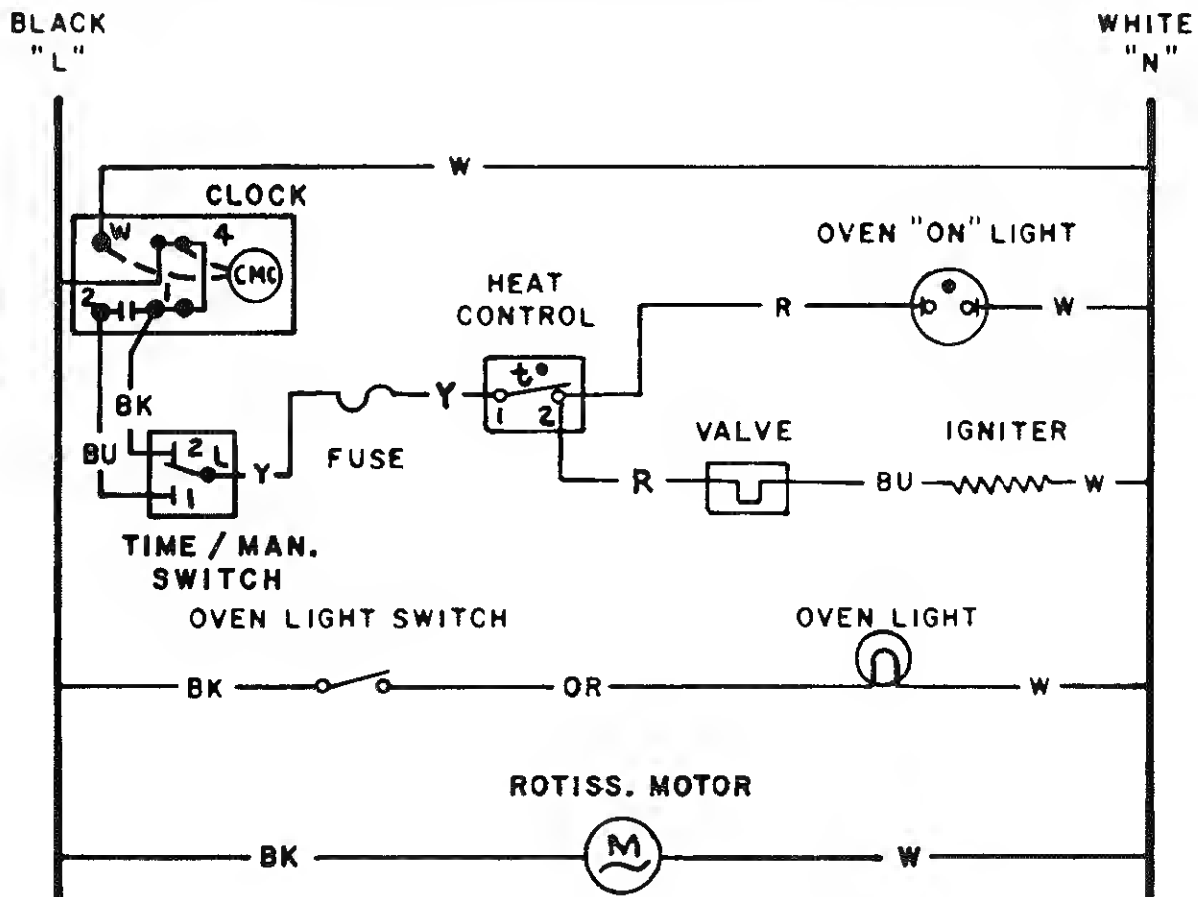 BLACK
"L"
WHITE
"N"
W
CLOCK
W
4
CMC
2
1
OVEN "ON" LIGHT
HEAT
CONTROL
R
W
t°
1
2
Y
BK
BU
2
L
1
Y
FUSE
VALVE
IGNITER
R
BU
W
TIME / MAN.
SWITCH
OVEN LIGHT SWITCH
OVEN LIGHT
BK
OR
W
ROTISS. MOTOR
BK
M
W